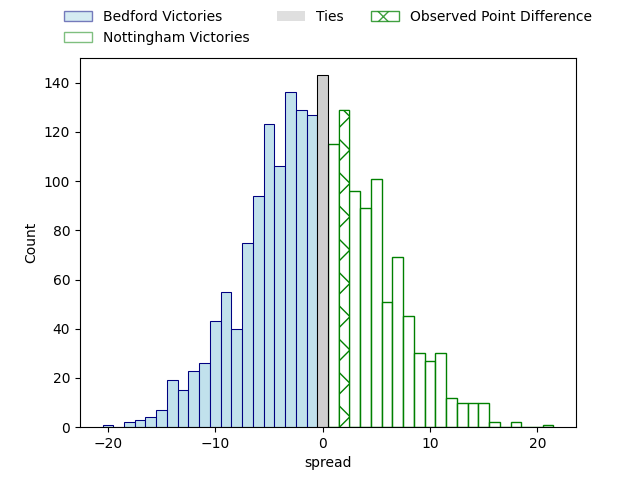 Bedford Victories
Nottingham Victories
Ties
Observed Point Difference
Count
140
120
100
80
60
40
20
0
−20
−10
0
10
20
spread